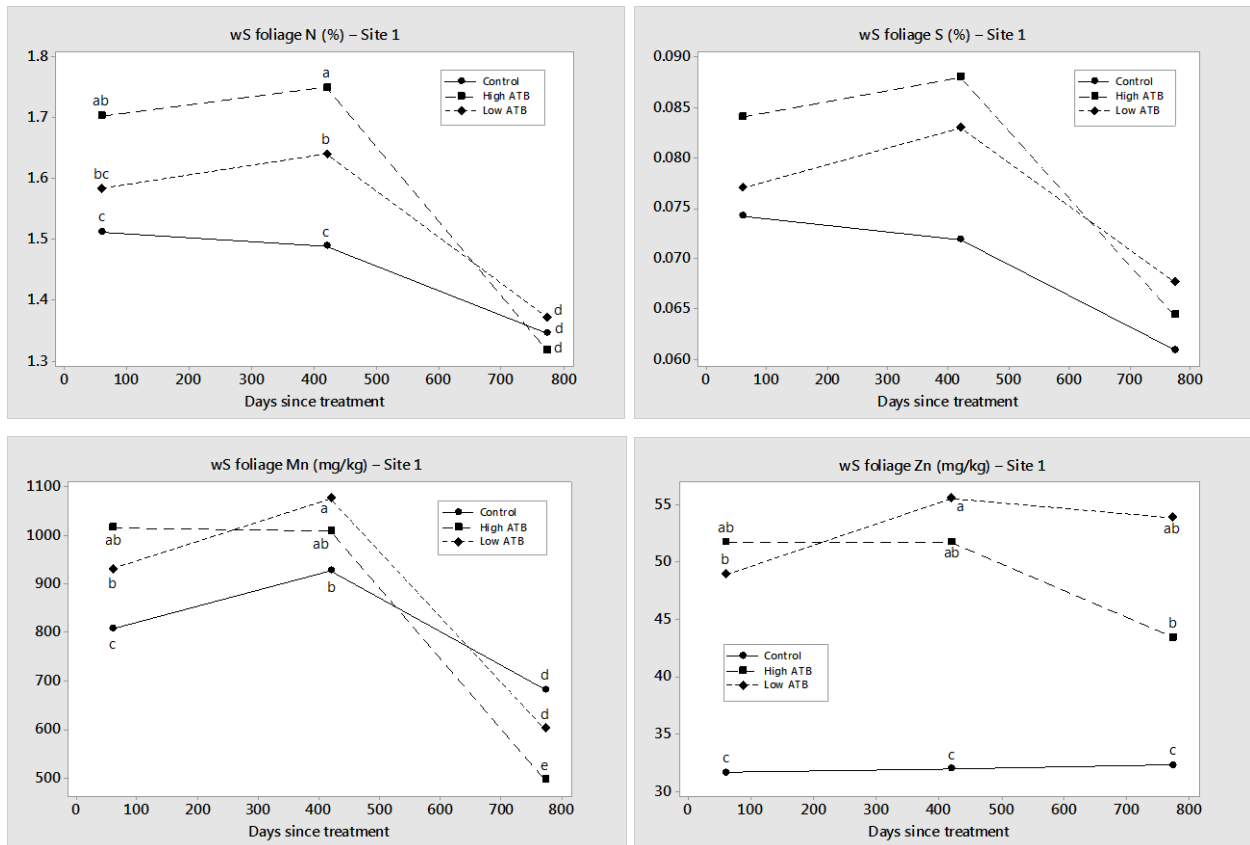 wS foliage N (%) – Site 1
1.8
1.7
1.6
1.5
1.4
1.3
Control
High ATB
Low ATB
ab
a
bc
b
c
c
d
d
d
0 100 200 300 400 500 600 700 800
Days since treatment
wS foliage S (%) – Site 1
0.090
0.085
0.080
0.075
0.070
0.065
0.060
Control
High ATB
Low ATB
0 100 200 300 400 500 600 700 800
Days since treatment
wS foliage Mn (mg/kg) – Site 1
1100
1000
900
800
700
600
500
Control
High ATB
Low ATB
a
ab
ab
b
b
c
d
d
e
0 100 200 300 400 500 600 700 800
Days since treatment
wS foliage Zn (mg/kg) – Site 1
55
50
45
40
35
30
a
ab
ab
ab
b
b
Control
High ATB
Low ATB
c
c
c
0 100 200 300 400 500 600 700 800
Days since treatment